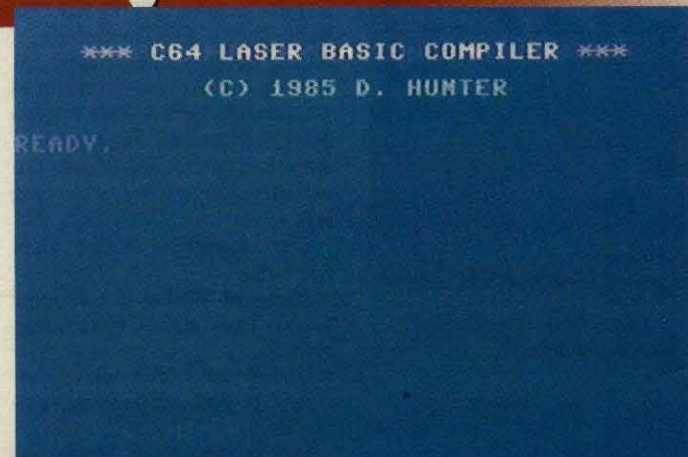 *** C64 LASER BASIC COMPILER ***
(C) 1985 D. HUNTER
READY.